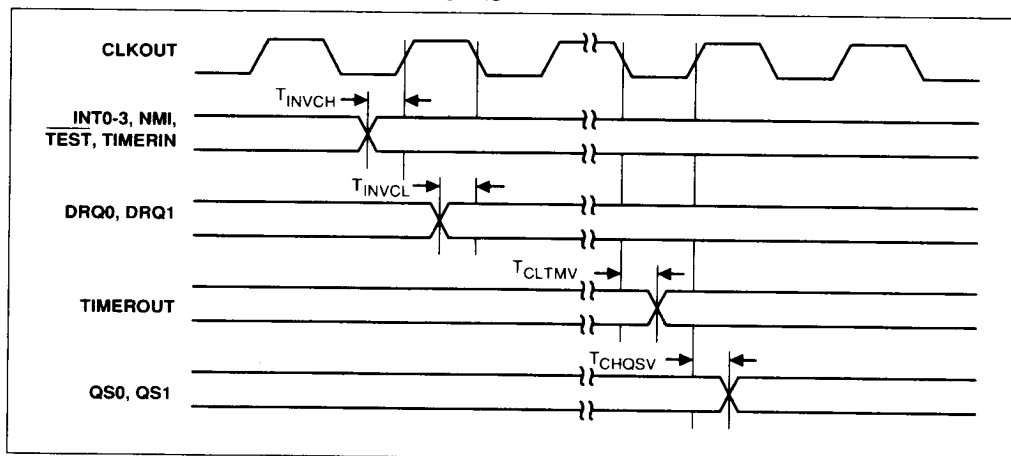 CLKOUT
T_INVCH
INT0-3, NMI,
TEST, TIMERIN
T_INVCL
DRQ0, DRQ1
T_CLTMV
TIMEROUT
T_CHQSV
QS0, QS1